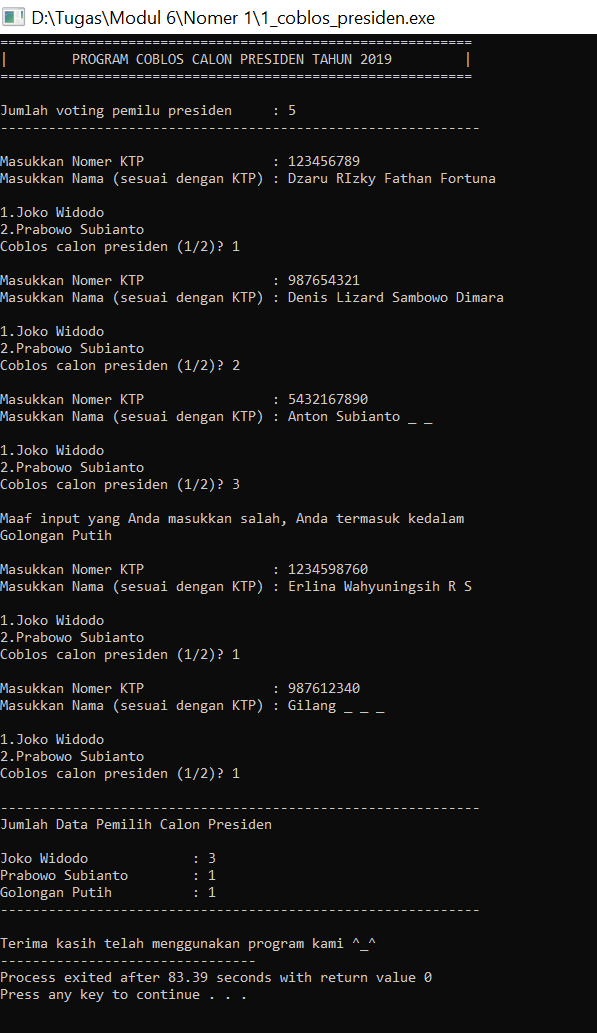 D:\Tugas\Modul 6\Nomer 1\1_coblos_presiden.exe
===========================================================
|        PROGRAM COBLOS CALON PRESIDEN TAHUN 2019         |
===========================================================
Jumlah voting pemilu presiden     : 5
------------------------------------------------------------
Masukkan Nomer KTP                : 123456789
Masukkan Nama (sesuai dengan KTP) : Dzaru RIzky Fathan Fortuna
1.Joko Widodo
2.Prabowo Subianto
Coblos calon presiden (1/2)? 1
Masukkan Nomer KTP                : 987654321
Masukkan Nama (sesuai dengan KTP) : Denis Lizard Sambowo Dimara
1.Joko Widodo
2.Prabowo Subianto
Coblos calon presiden (1/2)? 2
Masukkan Nomer KTP                : 5432167890
Masukkan Nama (sesuai dengan KTP) : Anton Subianto _ _
1.Joko Widodo
2.Prabowo Subianto
Coblos calon presiden (1/2)? 3
Maaf input yang Anda masukkan salah, Anda termasuk kedalam
Golongan Putih
Masukkan Nomer KTP                : 1234598760
Masukkan Nama (sesuai dengan KTP) : Erlina Wahyuningsih R S
1.Joko Widodo
2.Prabowo Subianto
Coblos calon presiden (1/2)? 1
Masukkan Nomer KTP                : 987612340
Masukkan Nama (sesuai dengan KTP) : Gilang _ _ _
1.Joko Widodo
2.Prabowo Subianto
Coblos calon presiden (1/2)? 1
------------------------------------------------------------
Jumlah Data Pemilih Calon Presiden
Joko Widodo             : 3
Prabowo Subianto        : 1
Golongan Putih          : 1
------------------------------------------------------------
Terima kasih telah menggunakan program kami ^_^
--------------------------------
Process exited after 83.39 seconds with return value 0
Press any key to continue . . .